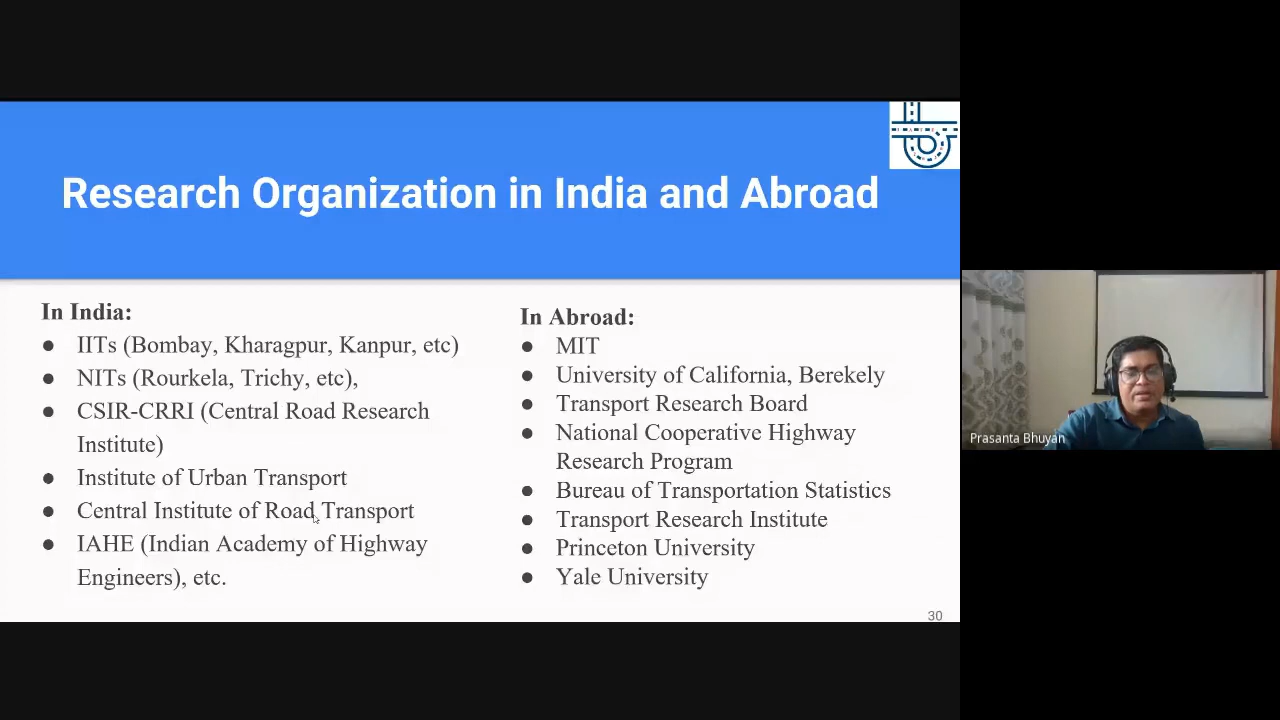 Research Organization in India and Abroad
In India:
● IITs (Bombay, Kharagpur, Kanpur, etc)
● NITs (Rourkela, Trichy, etc),
● CSIR-CRRI (Central Road Research
Institute)
● Institute of Urban Transport
● Central Institute of Road Transport
● IAHE (Indian Academy of Highway
Engineers), etc.
In Abroad:
● MIT
● University of California, Berekely
● Transport Research Board
● National Cooperative Highway
Research Program
● Bureau of Transportation Statistics
● Transport Research Institute
● Princeton University
● Yale University
30
Prasanta Bhuyan